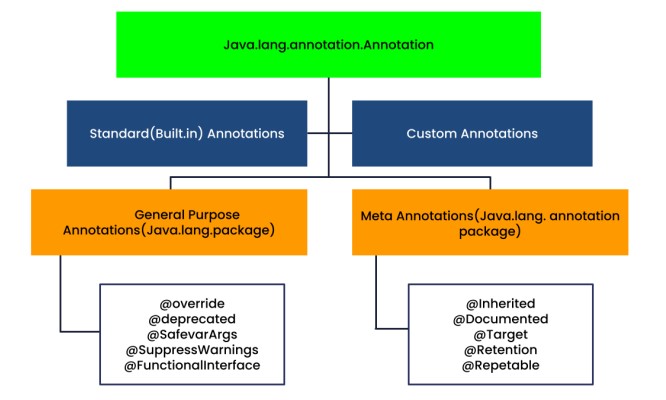 Java.lang.annotation.Annotation
Standard(Built.in) Annotations
Custom Annotations
General Purpose
Annotations(Java.lang.package)
Meta Annotations(Java.lang. annotation
package)
@override
@deprecated
@SafevarArgs
@SuppressWarnings
@FunctionalInterface
@Inherited
@Documented
@Target
@Retention
@Repetable